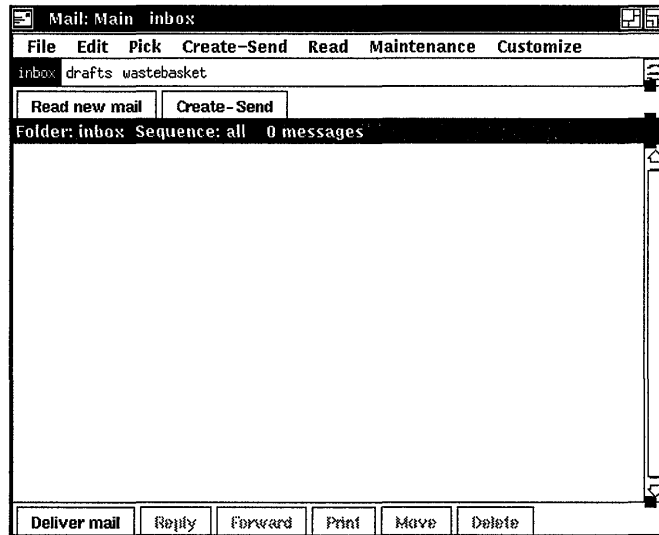 Mail: Main inbox
File Edit Pick Create-Send Read Maintenance Customize
inbox drafts wastebasket
Read new mail Create-Send
Folder: inbox Sequence: all 0 messages
Deliver mail Reply Forward Print Move Delete